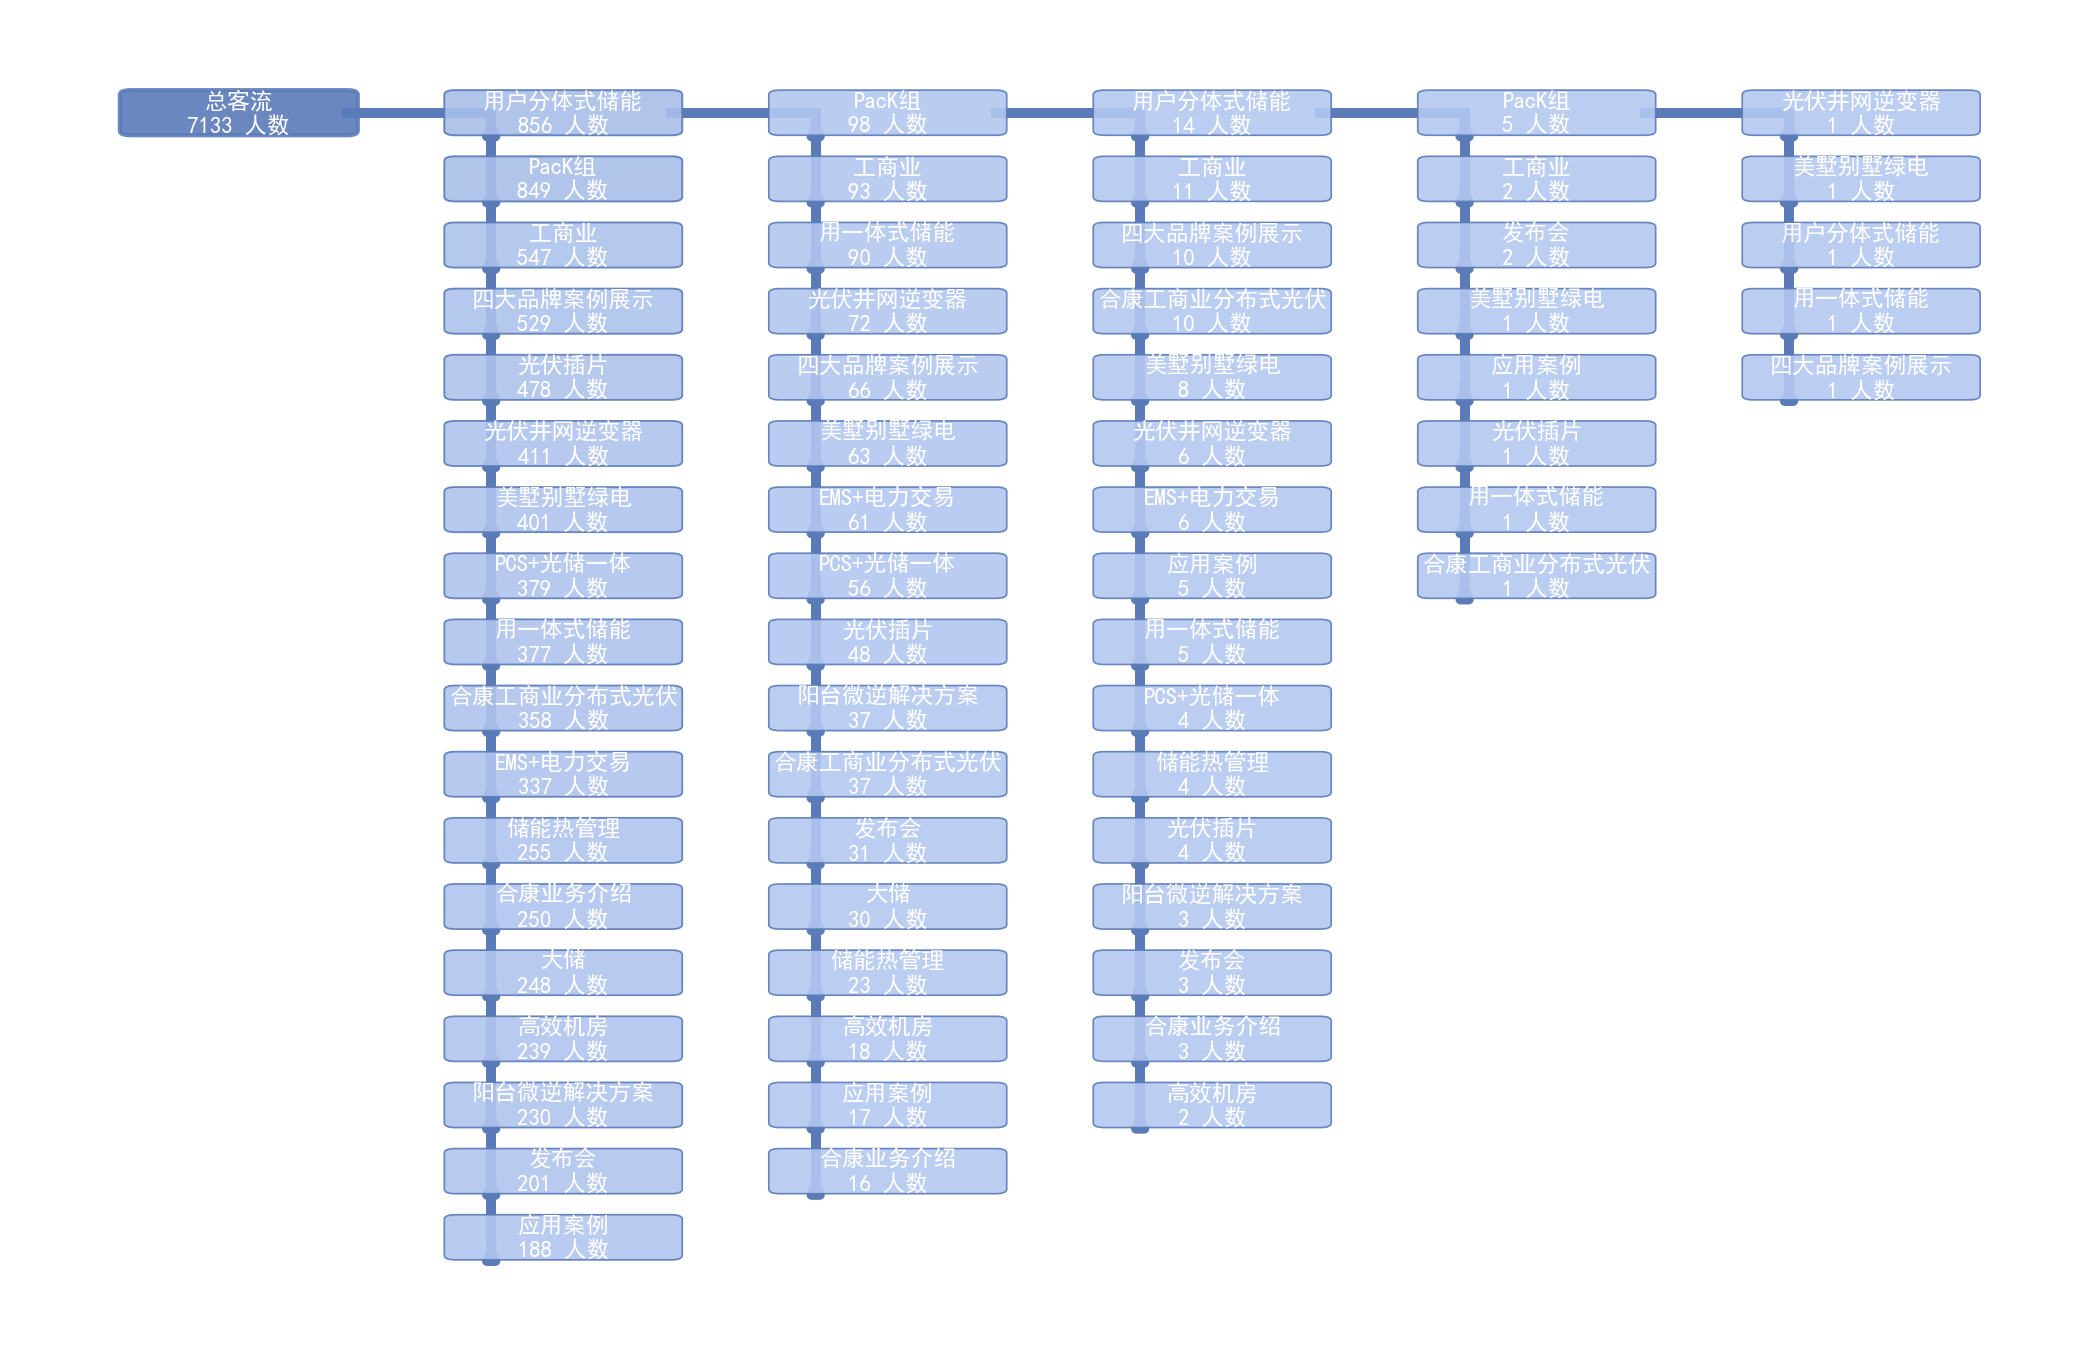 总客流
7133 人数
用户分体式储能
856 人数
PacK组
849 人数
工商业
547 人数
四大品牌案例展示
529 人数
光伏插片
478 人数
光伏井网逆变器
411 人数
美墅别墅绿电
401 人数
PCS+光储一体
379 人数
用一体式储能
377 人数
合康工商业分布式光伏
358 人数
EMS+电力交易
337 人数
储能热管理
255 人数
合康业务介绍
250 人数
大储
248 人数
高效机房
239 人数
阳台微逆解决方案
230 人数
发布会
201 人数
应用案例
188 人数
PacK组
98 人数
工商业
93 人数
用一体式储能
90 人数
光伏井网逆变器
72 人数
四大品牌案例展示
66 人数
美墅别墅绿电
63 人数
EMS+电力交易
61 人数
PCS+光储一体
56 人数
光伏插片
48 人数
阳台微逆解决方案
37 人数
合康工商业分布式光伏
37 人数
发布会
31 人数
大储
30 人数
储能热管理
23 人数
高效机房
18 人数
应用案例
17 人数
合康业务介绍
16 人数
用户分体式储能
14 人数
工商业
11 人数
四大品牌案例展示
10 人数
合康工商业分布式光伏
10 人数
美墅别墅绿电
8 人数
光伏井网逆变器
6 人数
EMS+电力交易
6 人数
应用案例
5 人数
用一体式储能
5 人数
PCS+光储一体
4 人数
储能热管理
4 人数
光伏插片
4 人数
阳台微逆解决方案
3 人数
发布会
3 人数
合康业务介绍
3 人数
高效机房
2 人数
PacK组
5 人数
工商业
2 人数
发布会
2 人数
美墅别墅绿电
1 人数
应用案例
1 人数
光伏插片
1 人数
用一体式储能
1 人数
合康工商业分布式光伏
1 人数
光伏井网逆变器
1 人数
美墅别墅绿电
1 人数
用户分体式储能
1 人数
用一体式储能
1 人数
四大品牌案例展示
1 人数